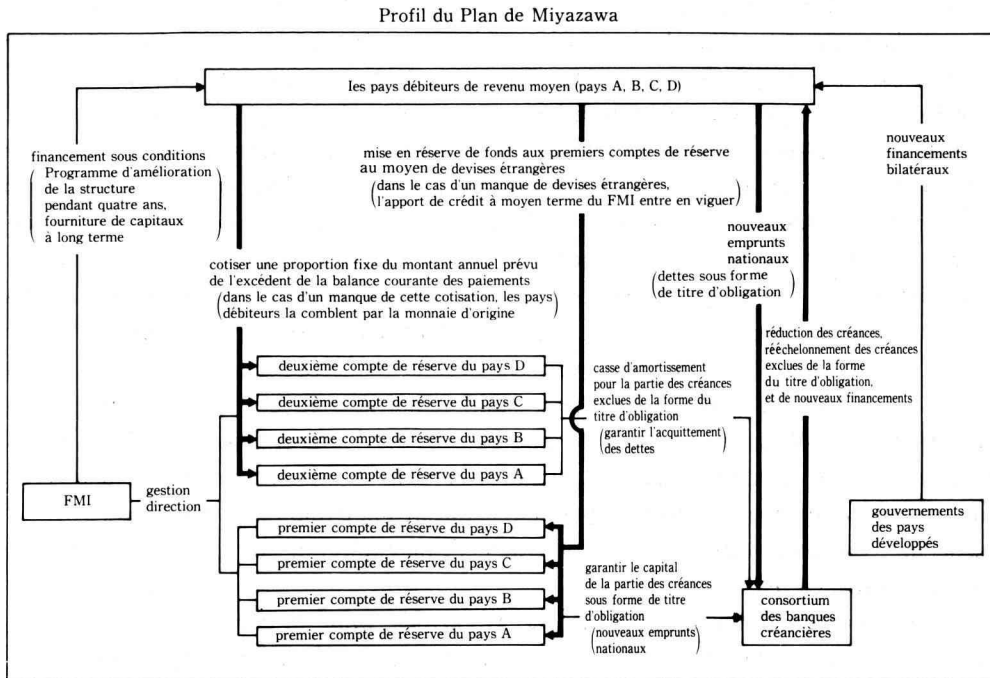 Profil du Plan de Miyazawa
les pays débiteurs de revenu moyen (pays A, B, C, D)
financement sous conditions
(Programme d'amélioration
de la structure
pendant quatre ans,
fourniture de capitaux
à long terme)
mise en réserve de fonds aux premiers comptes de réserve
au moyen de devises étrangères
(dans le cas d'un manque de devises étrangères,
l'apport de crédit à moyen terme du FMI entre en viguer)
nouveaux
financements
bilatéraux
nouveaux
emprunts
nationaux
(dettes sous forme
de titre d'obligation)
cotiser une proportion fixe du montant annuel prévu
de l'excédent de la balance courante des paiements
(dans le cas d'un manque de cette cotisation, les pays
débiteurs la comblent par la monnaie d'origine)
réduction des créances,
rééchelonnement des créances
exclues de la forme
du titre d'obligation,
et de nouveaux financements
deuxième compte de réserve du pays D
deuxième compte de réserve du pays C
deuxième compte de réserve du pays B
deuxième compte de réserve du pays A
casse d'amortissement
pour la partie des créances
exclues de la forme du
titre d'obligation
(garantir l'acquittement
des dettes)
FMI
gestion
direction
premier compte de réserve du pays D
premier compte de réserve du pays C
premier compte de réserve du pays B
premier compte de réserve du pays A
garantir le capital
de la partie des créances
sous forme de titre
d'obligation
(nouveaux emprunts
nationaux)
consortium
des banques
créancières
gouvernements
des pays
développés